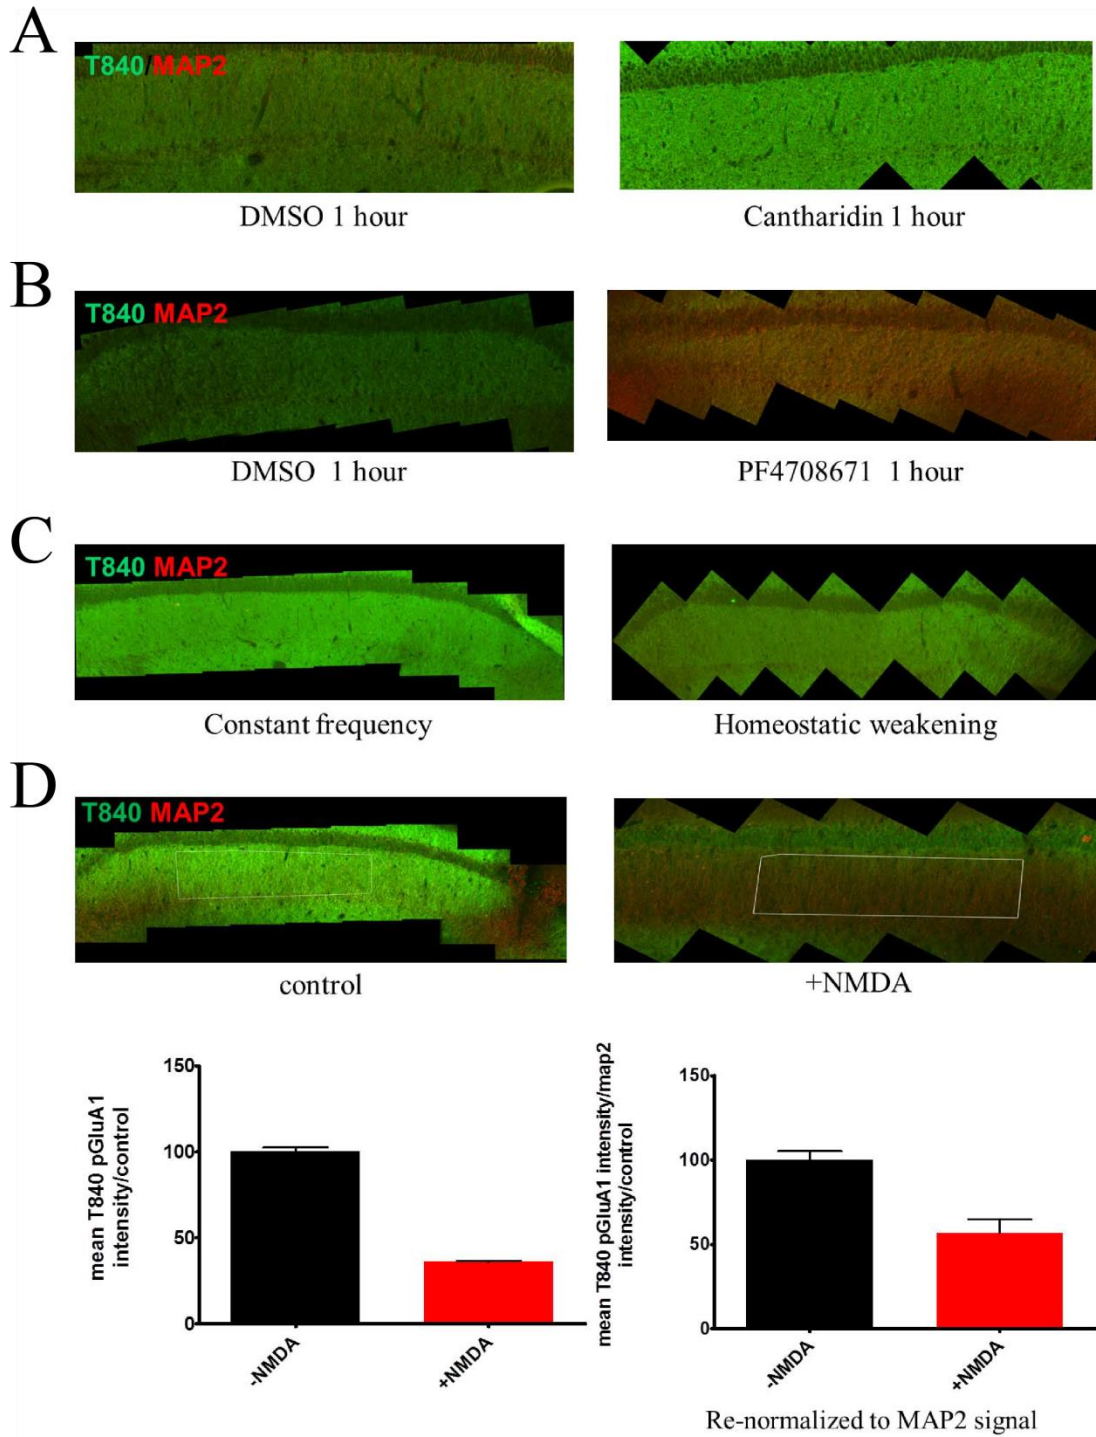 A
T840/MAP2
DMSO 1 hour
Cantharidin 1 hour
B
T840 MAP2
DMSO 1 hour
PF4708671 1 hour
C
T840 MAP2
Constant frequency
Homeostatic weakening
D
T840 MAP2
control
+NMDA
mean T840 pGluA1
intensity/control
150
100
50
0
-NMDA
+NMDA
mean T840 pGluA1 intensity/map2
intensity/control
150
100
50
0
-NMDA
+NMDA
Re-normalized to MAP2 signal